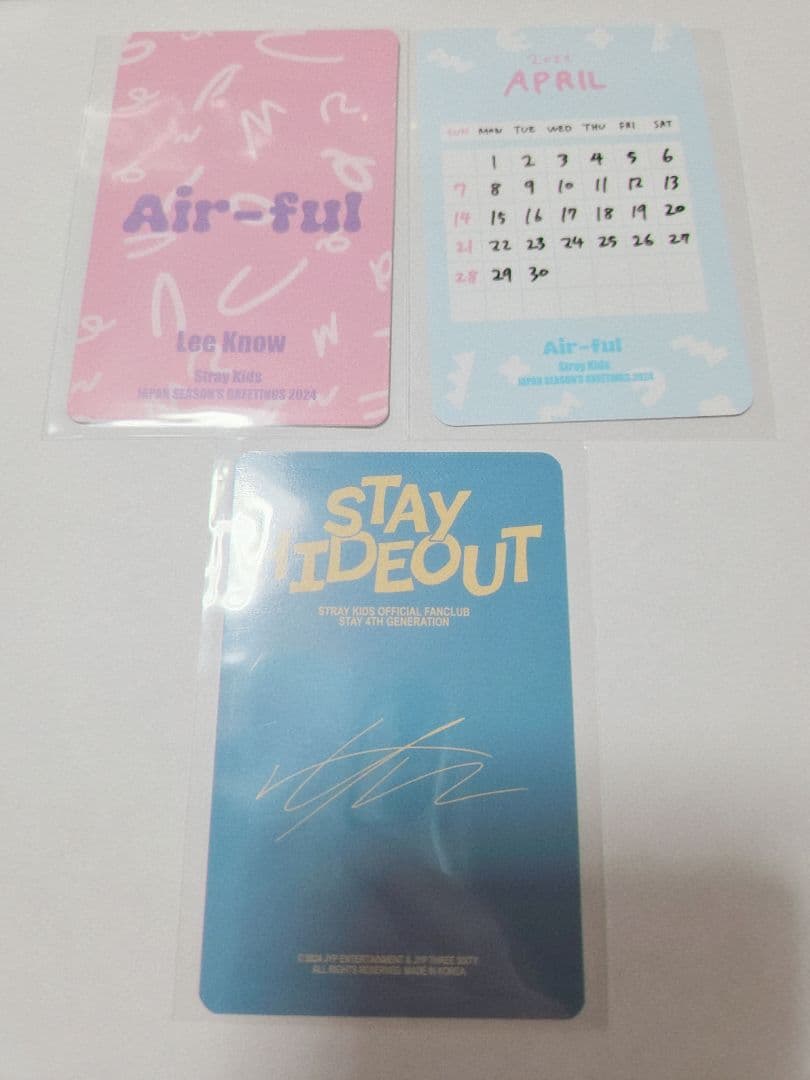 Air-ful
Lee Know
Stray Kids
JAPAN SEASON'S GREETINGS 2024
2024
APRIL
SUN MON TUE WED THU FRI SAT
1 2 3 4 5 6
7 8 9 10 11 12 13
14 15 16 17 18 19 20
21 22 23 24 25 26 27
28 29 30
Air-ful
Stray Kids
JAPAN SEASON'S GREETINGS 2024
STAY
HIDEOUT
STRAY KIDS OFFICIAL FANCLUB
STAY 4TH GENERATION
©2024 JYP ENTERTAINMENT & JYP THREE SIXTY
ALL RIGHTS RESERVED. MADE IN KOREA